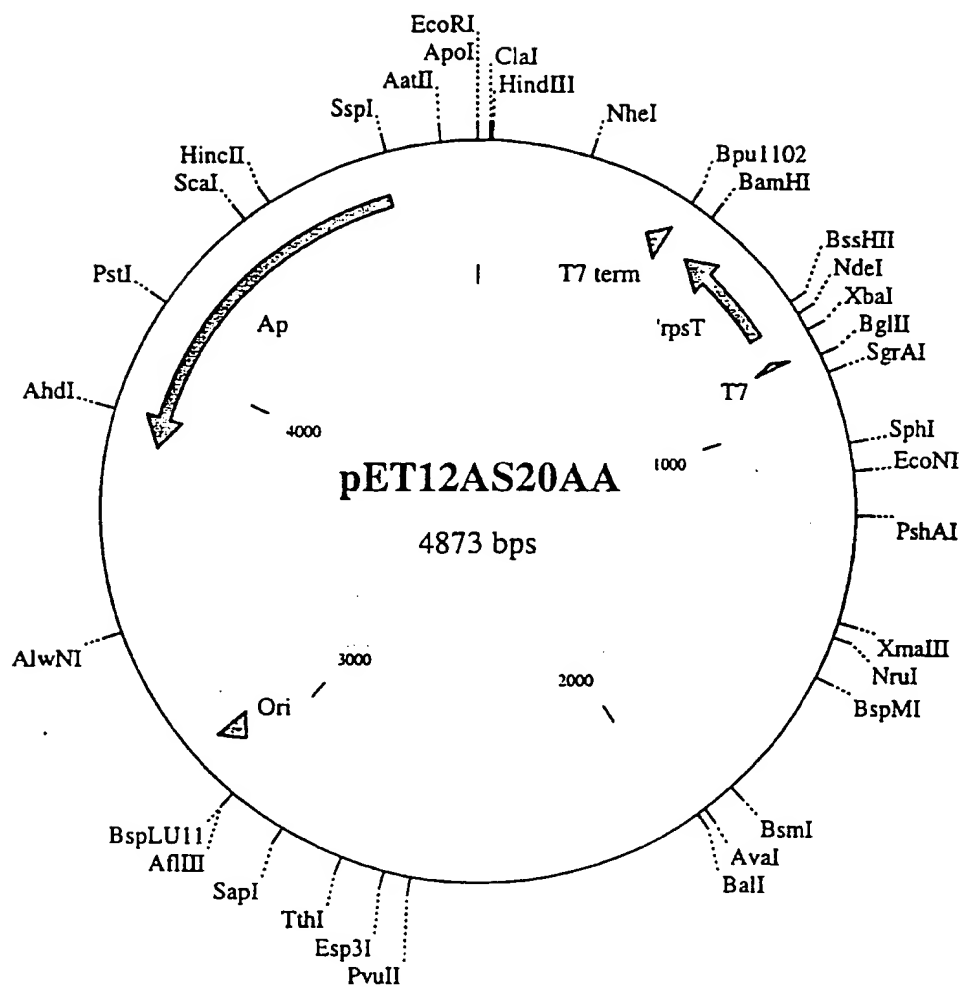 EcoRI
ApoI
ClaI
HindIII
AatII
SspI
NheI
HincII
ScaI
Bpu1102
BamHI
PstI
BssHII
NdeI
XbaI
BglII
SgrAI
T7 term
'rpsT
T7
Ap
AhdI
4000
1000
SphI
EcoNI
pET12AS20AA
4873 bps
PshAI
AlwNI
3000
2000
Ori
XmaIII
NruI
BspMI
BspLU11
AflIII
SapI
TthI
Esp3I
PvuII
BsmI
AvaI
BalI